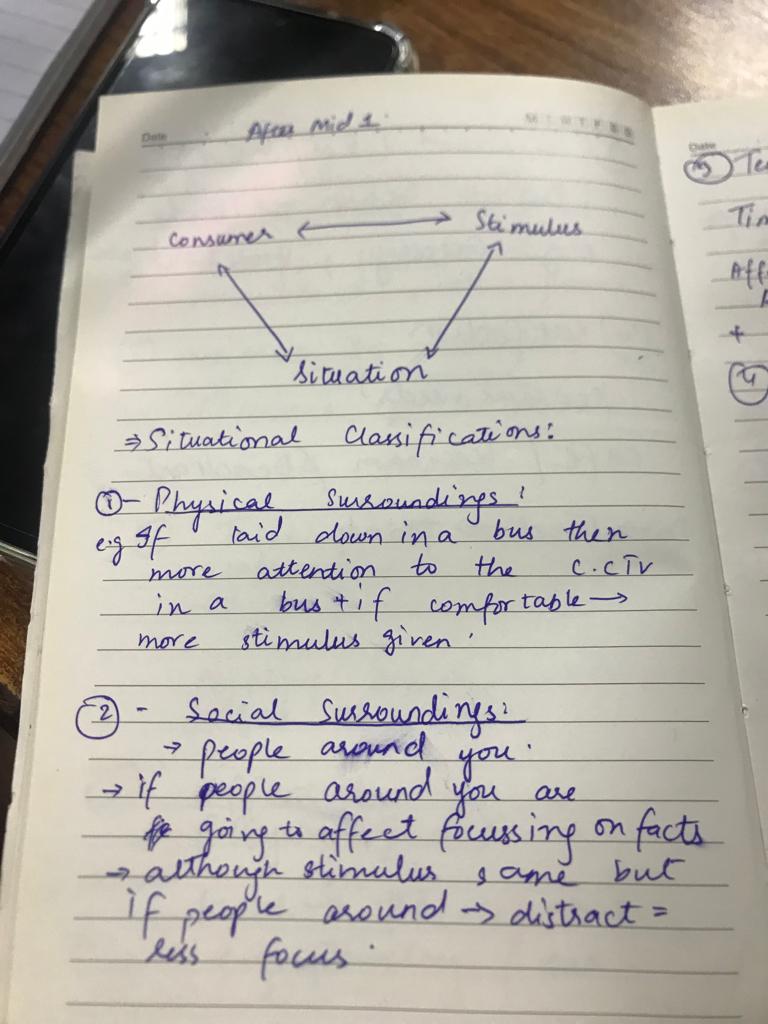 Date
After Mid 1.
M T W T F S S
Consumer ⟷ Stimulus
Situation
⇒ Situational Classifications:
① - Physical Surroundings:
e.g If laid down in a bus then
more attention to the C.CTV
in a bus + if comfortable →
more stimulus given.
② - Social Surroundings:
→ people around you.
→ if people around you are
going to affect focussing on facts
→ although stimulus same but
if people around → distract =
less focus.
Date
③ Te
Tim
Aff
+
④